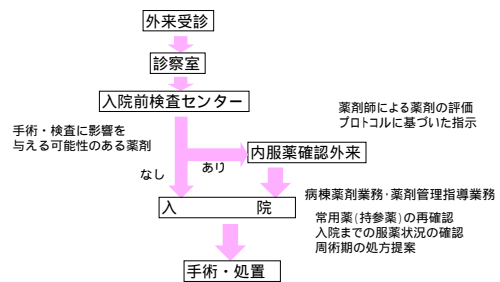 外来受診
診察室
入院前検査センター
薬剤師による薬剤の評価
プロトコルに基づいた指示
手術・検査に影響を
与える可能性のある薬剤
なし
あり
内服薬確認外来
病棟薬剤業務・薬剤管理指導業務
入　　　院
常用薬(持参薬)の再確認
入院までの服薬状況の確認
周術期の処方提案
手術・処置